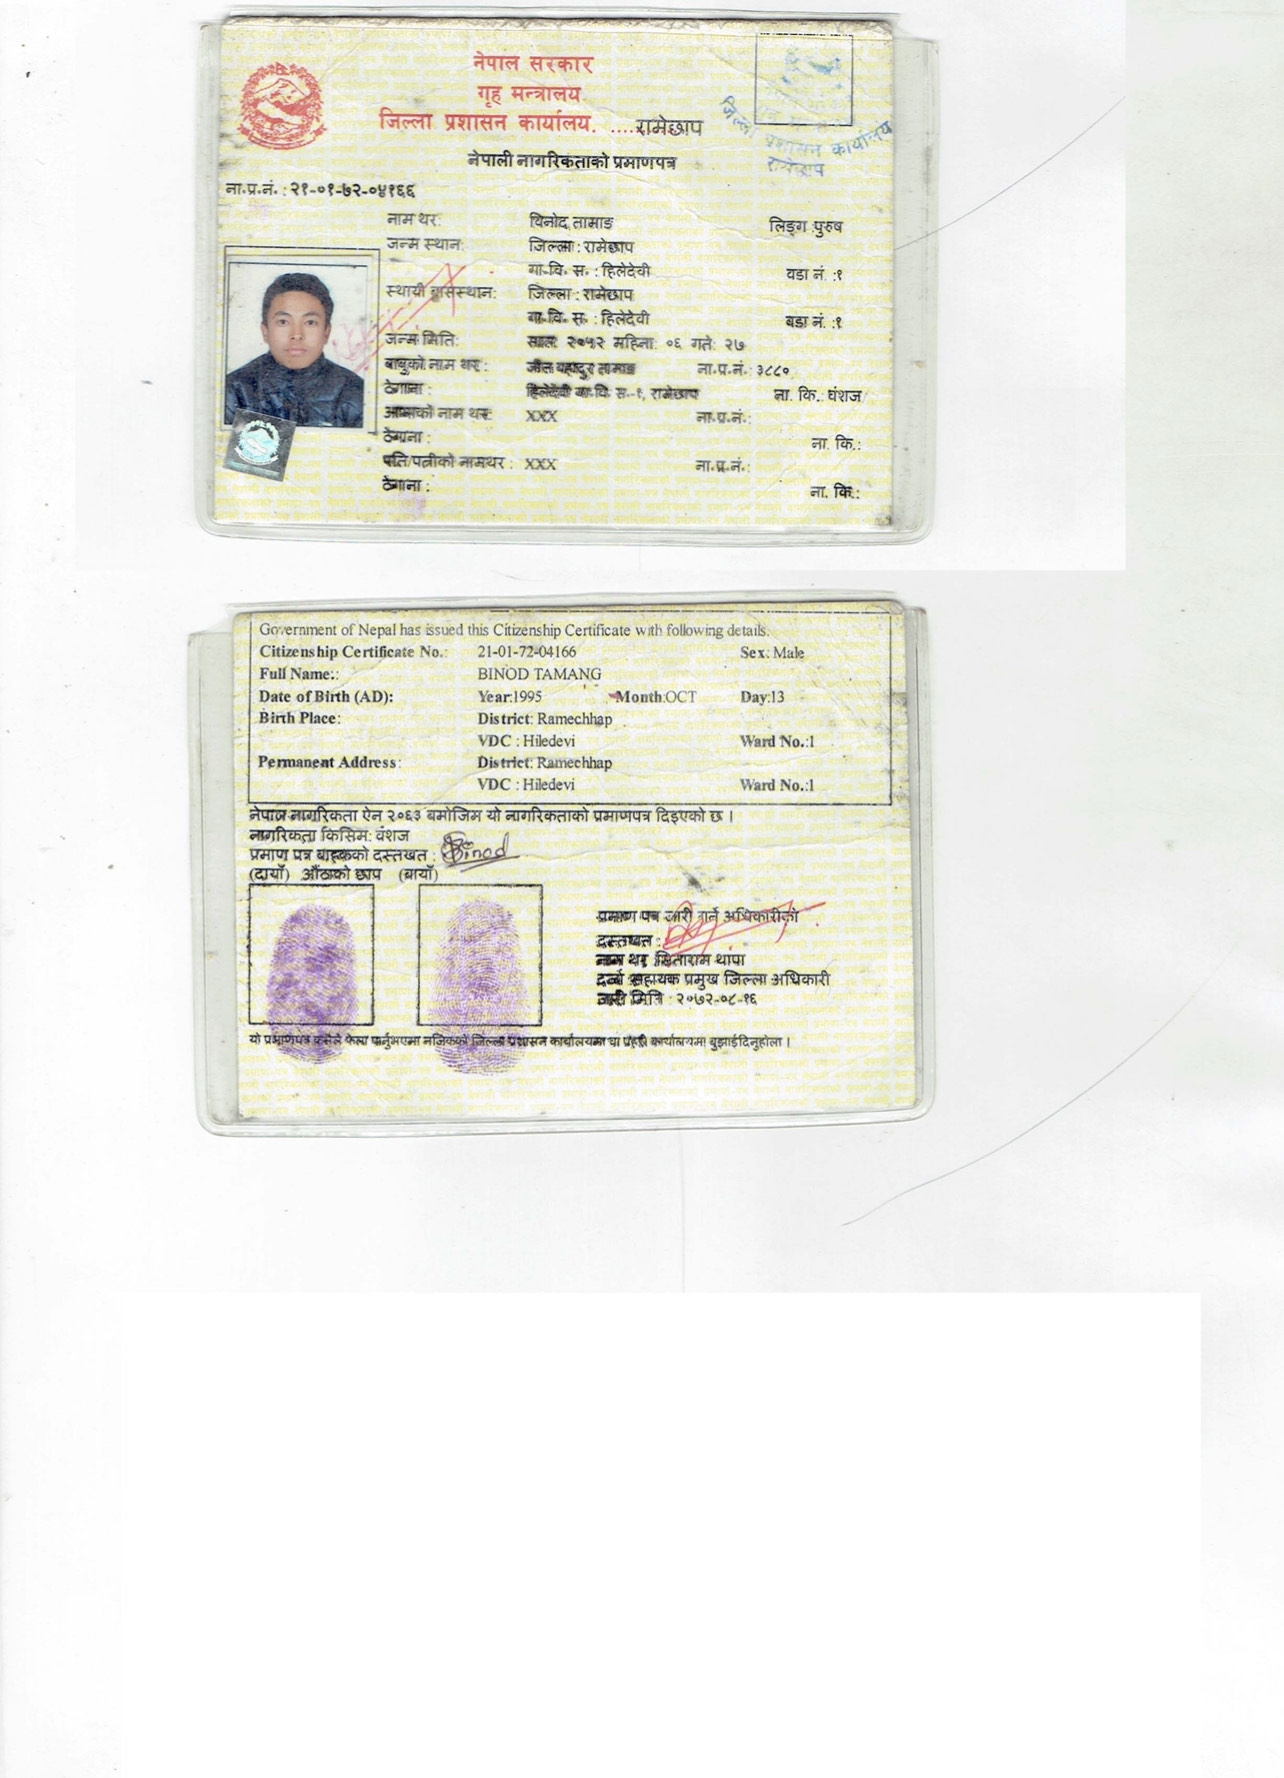 नेपाल सरकार
गृह मन्त्रालय
जिल्ला प्रशासन कार्यालय. ....रामेछाप
जिल्ला प्रशासन कार्यालय
रामेछाप
नेपाली नागरिकताको प्रमाणपत्र
ना.प्र.नं. : २१-०१-७२-०४१६६
नाम थर: विनोद तामाङ लिङ्ग :पुरुष
जन्म स्थान: जिल्ला : रामेछाप
गा.वि. स. : हिलेदेवी वडा नं. :१
स्थायी बासस्थान: जिल्ला : रामेछाप
गा.वि. स. : हिलेदेवी वडा नं. :१
जन्म मिति: साल: २०५२ महिना: ०६ गते: २७
बाबुको नाम थर : जीत बहादुर तामाङ ना.प्र.नं.: ३८८०
ठेगाना : हिलेदेवी गा.वि. स.-१, रामेछाप ना. कि.: वंशज
आमाको नाम थर: XXX ना.प्र.नं.:
ठेगाना : ना. कि.:
पति/पत्नीको नामथर : XXX ना.प्र.नं.:
ठेगाना : ना. कि.:
Government of Nepal has issued this Citizenship Certificate with following details.
Citizenship Certificate No.: 21-01-72-04166 Sex: Male
Full Name:: BINOD TAMANG
Date of Birth (AD): Year:1995 Month:OCT Day:13
Birth Place: District: Ramechhap
VDC : Hiledevi Ward No.:1
Permanent Address: District: Ramechhap
VDC : Hiledevi Ward No.:1
नेपाल नागरिकता ऐन २०६३ बमोजिम यो नागरिकताको प्रमाणपत्र दिइएको छ ।
नागरिकता किसिम: वंशज
प्रमाण पत्र बाहकको दस्तखत : Binod
(दायाँ) औंठाको छाप (बायाँ)
प्रमाण पत्र जारी गर्ने अधिकारीको
दस्तखत :
नाम थर: सिताराम थापा
दर्जा: सहायक प्रमुख जिल्ला अधिकारी
जारी मिति : २०७२-०८-१६
यो प्रमाणपत्र कसैले फेला पार्नुभएमा नजिकको जिल्ला प्रशासन कार्यालयमा वा प्रहरी कार्यालयमा बुझाईदिनुहोला ।